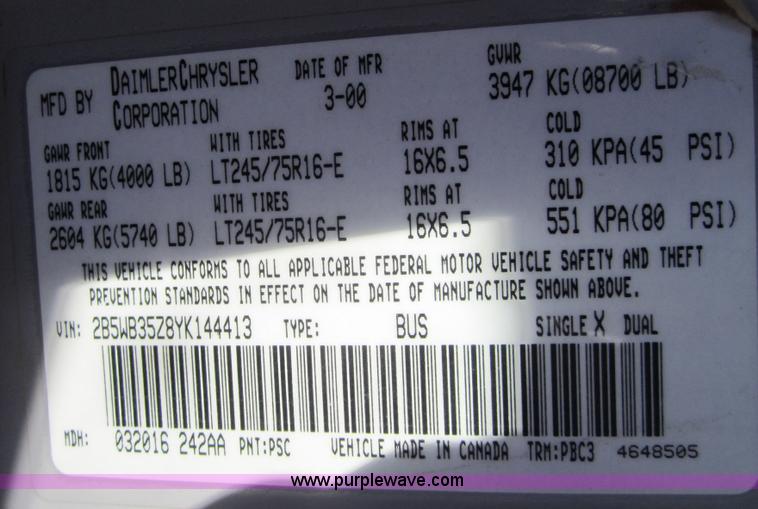 MFD BY DAIMLERCHRYSLER CORPORATION DATE OF MFR 3-00 GVWR 3947 KG(08700 LB)
GAWR FRONT WITH TIRES RIMS AT COLD
1815 KG(4000 LB) LT245/75R16-E 16X6.5 310 KPA(45 PSI)
GAWR REAR WITH TIRES RIMS AT COLD
2604 KG(5740 LB) LT245/75R16-E 16X6.5 551 KPA(80 PSI)
THIS VEHICLE CONFORMS TO ALL APPLICABLE FEDERAL MOTOR VEHICLE SAFETY AND THEFT
PREVENTION STANDARDS IN EFFECT ON THE DATE OF MANUFACTURE SHOWN ABOVE.
VIN: 2B5WB35Z8YK144413 TYPE: BUS SINGLE X DUAL
MDH: 032016 242AA PNT:PSC VEHICLE MADE IN CANADA TRM:PBC3 4648505
www.purplewave.com